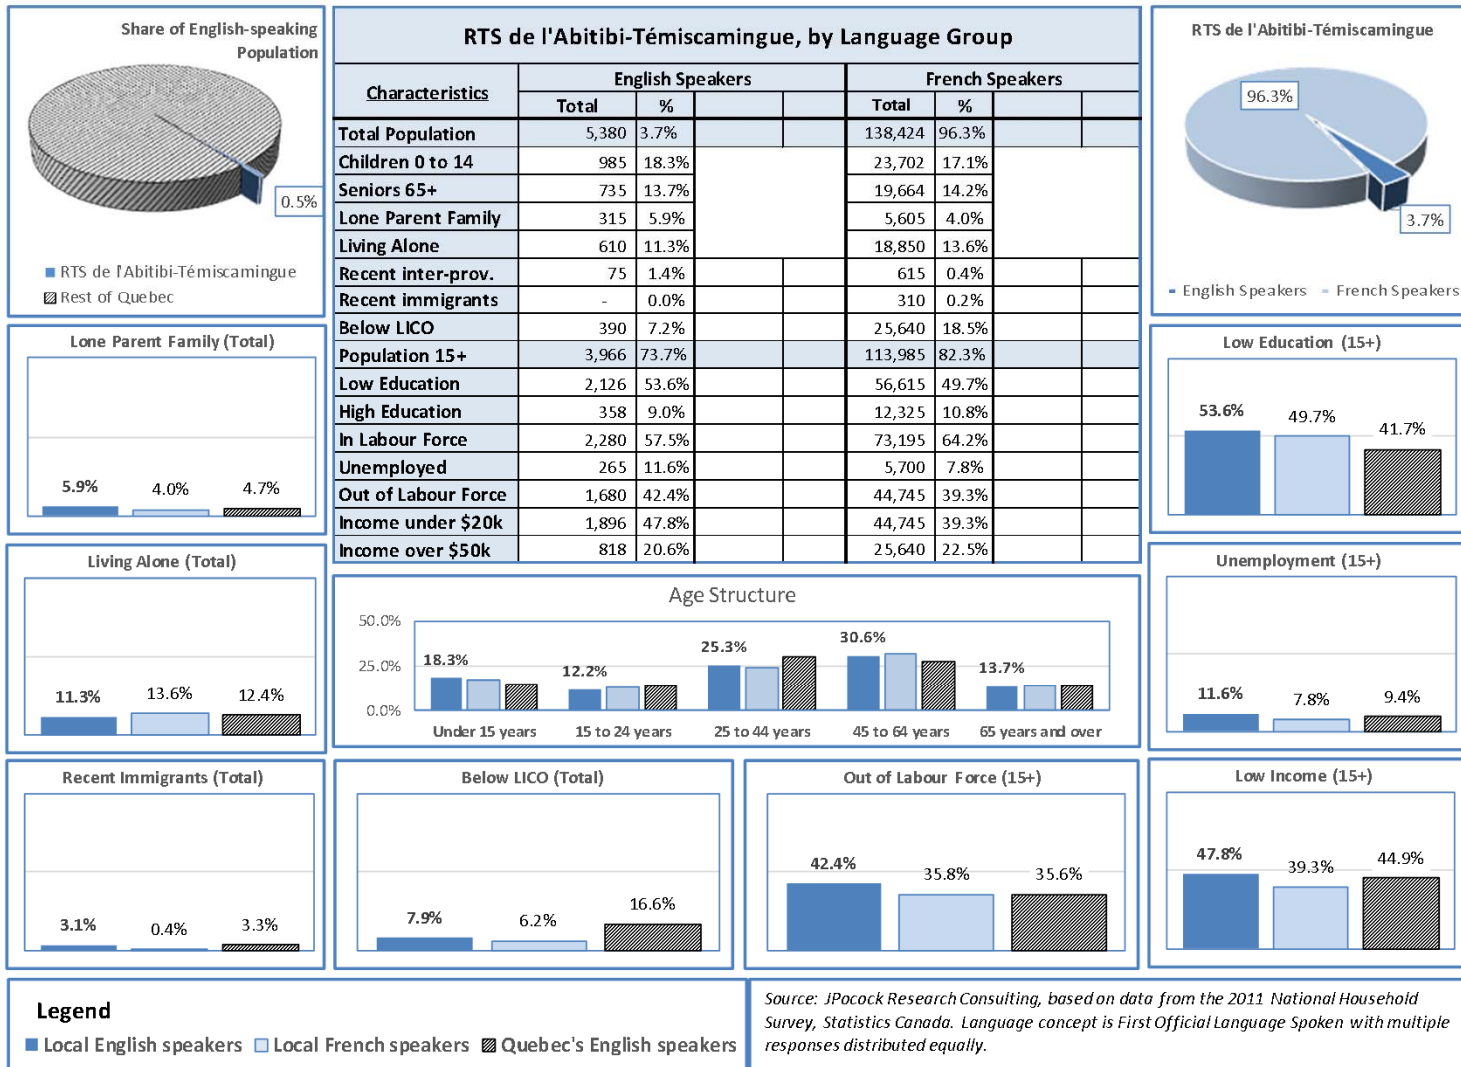 Share of English-speaking
Population
0.5%
RTS de l'Abitibi-Témiscamingue
Rest of Quebec
RTS de l'Abitibi-Témiscamingue, by Language Group
Characteristics English Speakers French Speakers
Total % Total %
Total Population 5,380 3.7% 138,424 96.3%
Children 0 to 14 985 18.3% 23,702 17.1%
Seniors 65+ 735 13.7% 19,664 14.2%
Lone Parent Family 315 5.9% 5,605 4.0%
Living Alone 610 11.3% 18,850 13.6%
Recent inter-prov. 75 1.4% 615 0.4%
Recent immigrants - 0.0% 310 0.2%
Below LICO 390 7.2% 25,640 18.5%
Population 15+ 3,966 73.7% 113,985 82.3%
Low Education 2,126 53.6% 56,615 49.7%
High Education 358 9.0% 12,325 10.8%
In Labour Force 2,280 57.5% 73,195 64.2%
Unemployed 265 11.6% 5,700 7.8%
Out of Labour Force 1,680 42.4% 44,745 39.3%
Income under $20k 1,896 47.8% 44,745 39.3%
Income over $50k 818 20.6% 25,640 22.5%
RTS de l'Abitibi-Témiscamingue
96.3%
3.7%
English Speakers French Speakers
Lone Parent Family (Total)
5.9% 4.0% 4.7%
Low Education (15+)
53.6% 49.7% 41.7%
Living Alone (Total)
11.3% 13.6% 12.4%
Age Structure
50.0%
25.0%
0.0%
18.3% 12.2% 25.3% 30.6% 13.7%
Under 15 years 15 to 24 years 25 to 44 years 45 to 64 years 65 years and over
Unemployment (15+)
11.6% 7.8% 9.4%
Recent Immigrants (Total)
3.1% 0.4% 3.3%
Below LICO (Total)
7.9% 6.2% 16.6%
Out of Labour Force (15+)
42.4% 35.8% 35.6%
Low Income (15+)
47.8% 39.3% 44.9%
Legend
Local English speakers Local French speakers Quebec's English speakers
Source: JPocock Research Consulting, based on data from the 2011 National Household
Survey, Statistics Canada. Language concept is First Official Language Spoken with multiple
responses distributed equally.